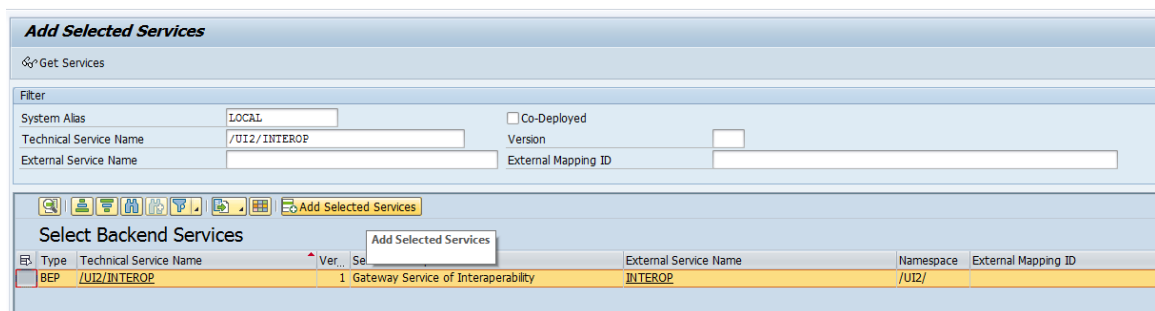 Add Selected Services
Get Services
Filter
System Alias LOCAL Co-Deployed
Technical Service Name /UI2/INTEROP Version
External Service Name External Mapping ID
Add Selected Services
Select Backend Services
Add Selected Services
Type Technical Service Name Ver... Se External Service Name Namespace External Mapping ID
BEP /UI2/INTEROP 1 Gateway Service of Interaperability INTEROP /UI2/